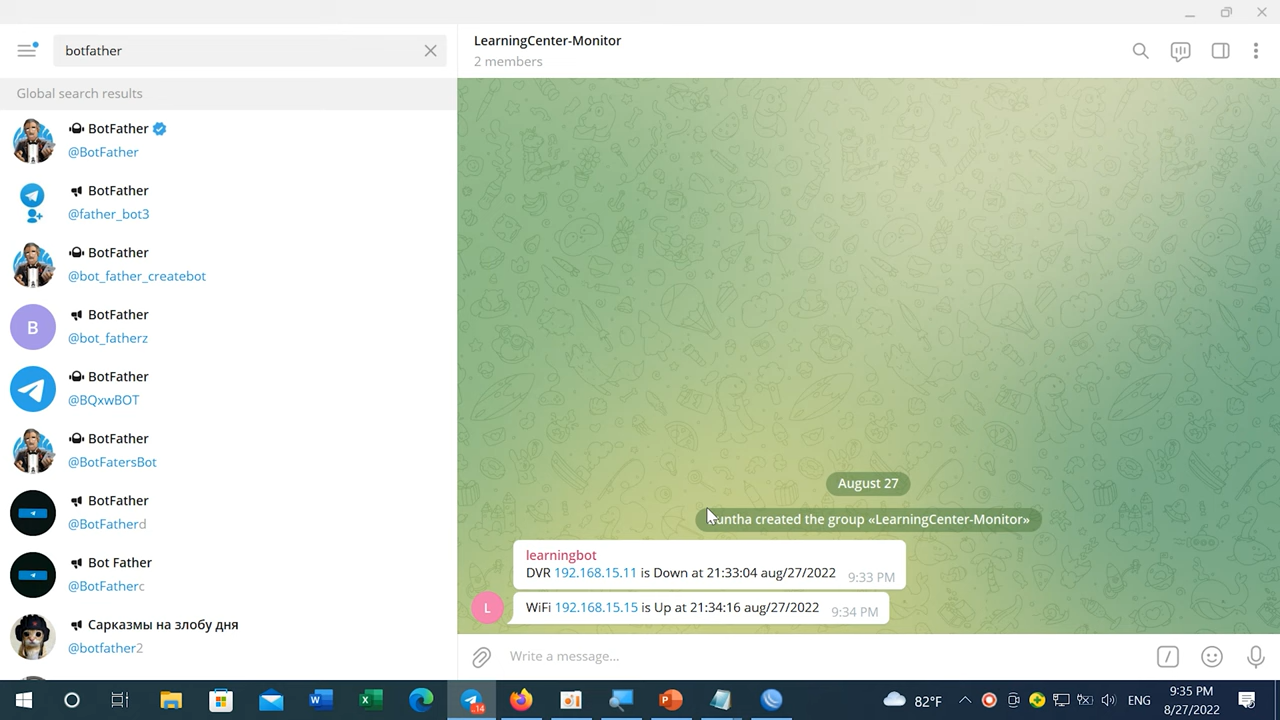 botfather
Global search results
BotFather
@BotFather
BotFather
@father_bot3
BotFather
@bot_father_createbot
B
BotFather
@bot_fatherz
BotFather
@BQxwBOT
BotFather
@BotFatersBot
BotFather
@BotFatherd
Bot Father
@BotFatherc
Сарказмы на злобу дня
@botfather2
LearningCenter-Monitor
2 members
August 27
untha created the group «LearningCenter-Monitor»
learningbot
DVR 192.168.15.11 is Down at 21:33:04 aug/27/2022 9:33 PM
L
WiFi 192.168.15.15 is Up at 21:34:16 aug/27/2022 9:34 PM
Write a message...
14
82°F
ENG
9:35 PM
8/27/2022